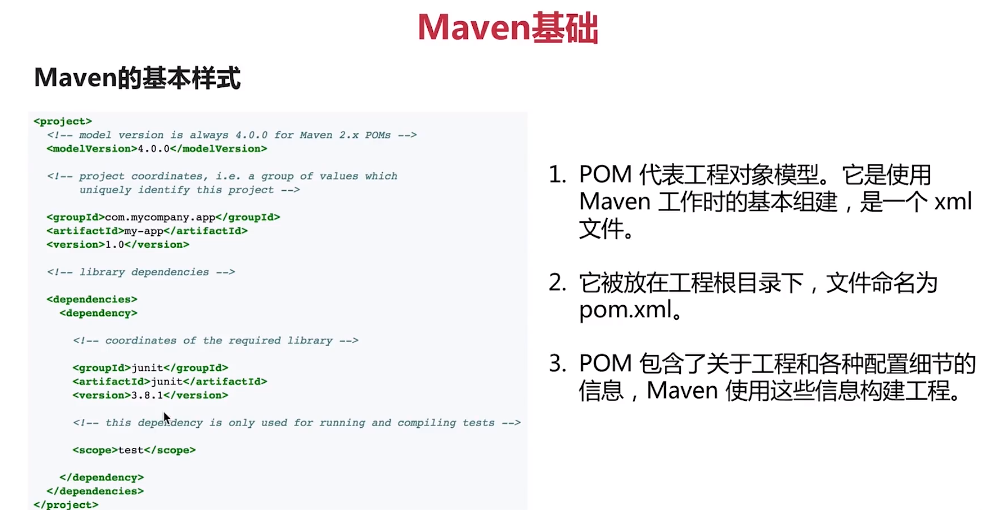 Maven基础
Maven的基本样式
<project>
<!-- model version is always 4.0.0 for Maven 2.x POMs -->
<modelVersion>4.0.0</modelVersion>
<!-- project coordinates, i.e. a group of values which
uniquely identify this project -->
<groupId>com.mycompany.app</groupId>
<artifactId>my-app</artifactId>
<version>1.0</version>
<!-- library dependencies -->
<dependencies>
<dependency>
<!-- coordinates of the required library -->
<groupId>junit</groupId>
<artifactId>junit</artifactId>
<version>3.8.1</version>
<!-- this dependency is only used for running and compiling tests -->
<scope>test</scope>
</dependency>
</dependencies>
</project>
1. POM 代表工程对象模型。它是使用
Maven 工作时的基本组建，是一个 xml
文件。
2. 它被放在工程根目录下，文件命名为
pom.xml。
3. POM 包含了关于工程和各种配置细节的
信息，Maven 使用这些信息构建工程。